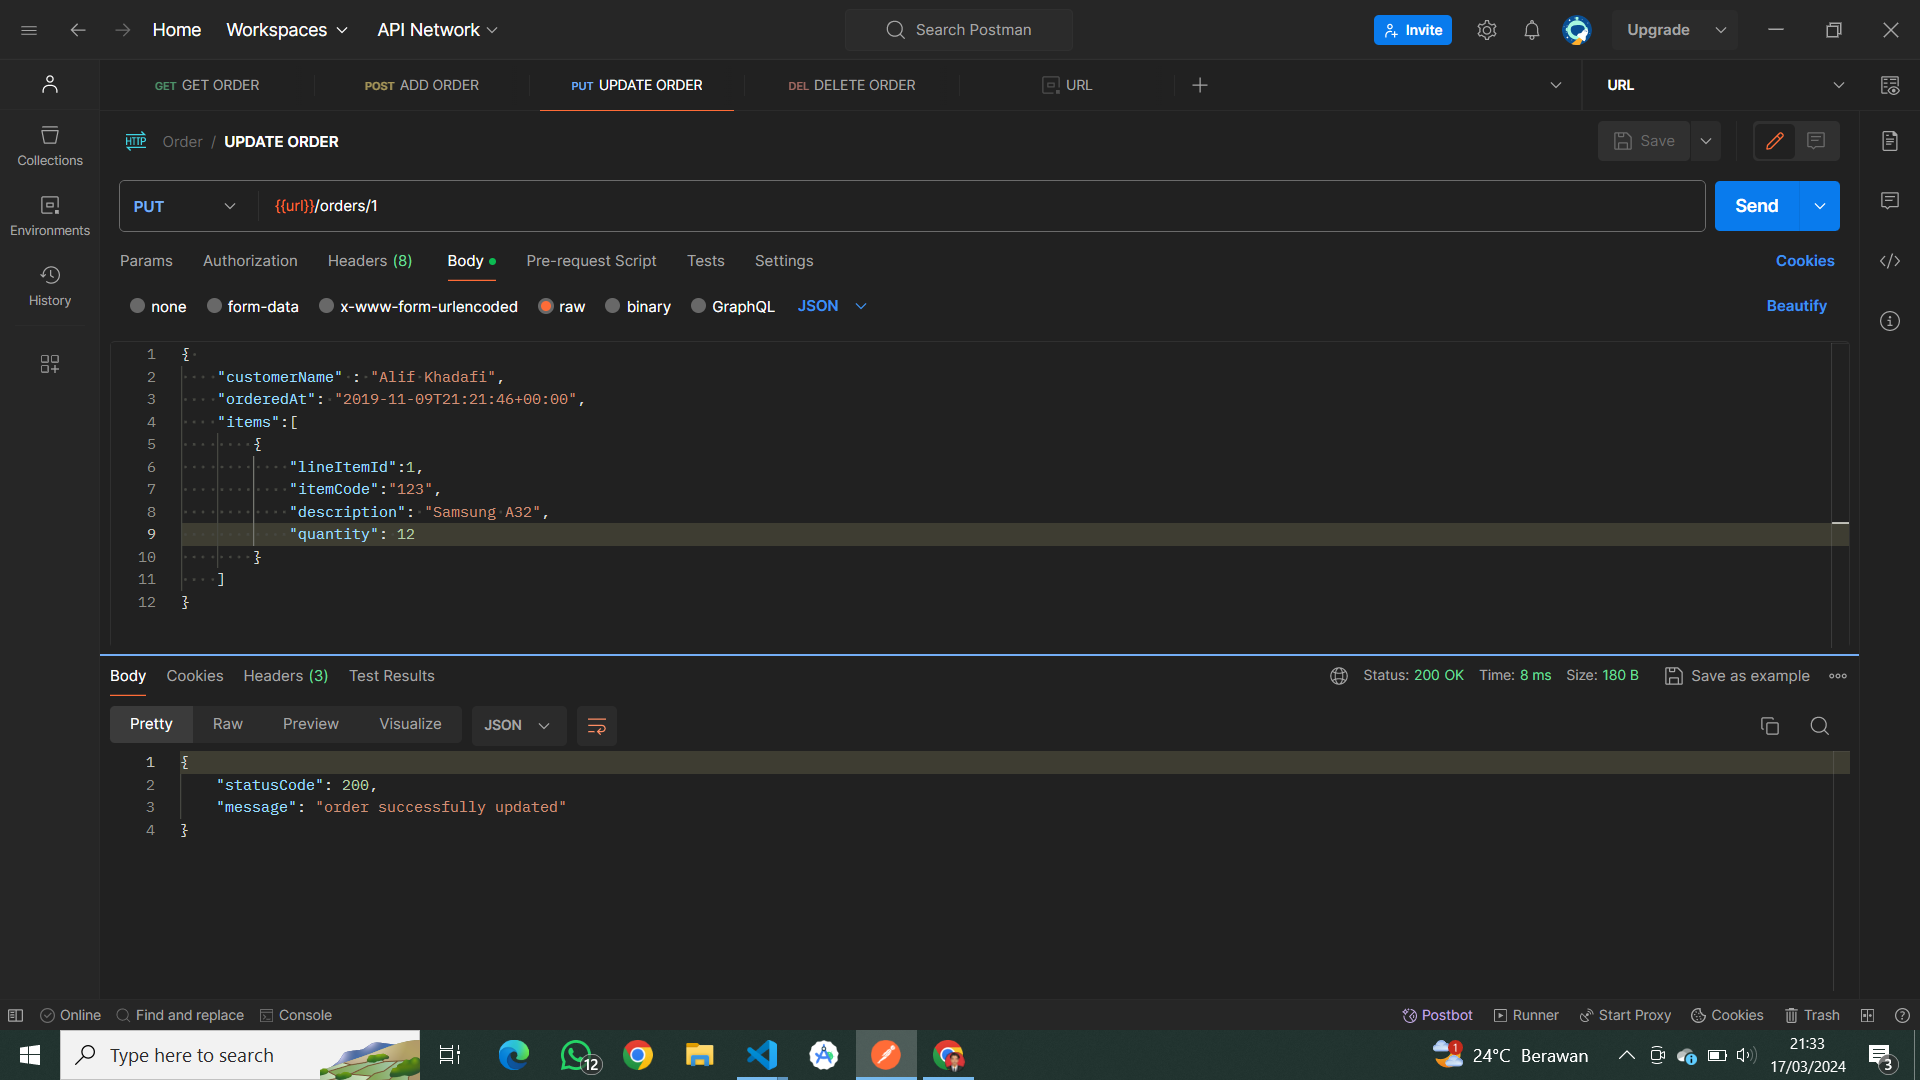 Home
Workspaces
API Network
Search Postman
Invite
Upgrade
GET GET ORDER
POST ADD ORDER
PUT UPDATE ORDER
DEL DELETE ORDER
URL
URL
Collections
Environments
History
HTTP
Order / UPDATE ORDER
Save
PUT
{{url}}/orders/1
Send
Params
Authorization
Headers (8)
Body
Pre-request Script
Tests
Settings
Cookies
none
form-data
x-www-form-urlencoded
raw
binary
GraphQL
JSON
Beautify
1 {
2 "customerName" : "Alif Khadafi",
3 "orderedAt": "2019-11-09T21:21:46+00:00",
4 "items":[
5 {
6 "lineItemId":1,
7 "itemCode":"123",
8 "description": "Samsung A32",
9 "quantity": 12
10 }
11 ]
12 }
Body
Cookies
Headers (3)
Test Results
Status: 200 OK
Time: 8 ms
Size: 180 B
Save as example
Pretty
Raw
Preview
Visualize
JSON
1 {
2 "statusCode": 200,
3 "message": "order successfully updated"
4 }
Online
Find and replace
Console
Postbot
Runner
Start Proxy
Cookies
Trash
Type here to search
12
1
24°C Berawan
21:33
17/03/2024
3